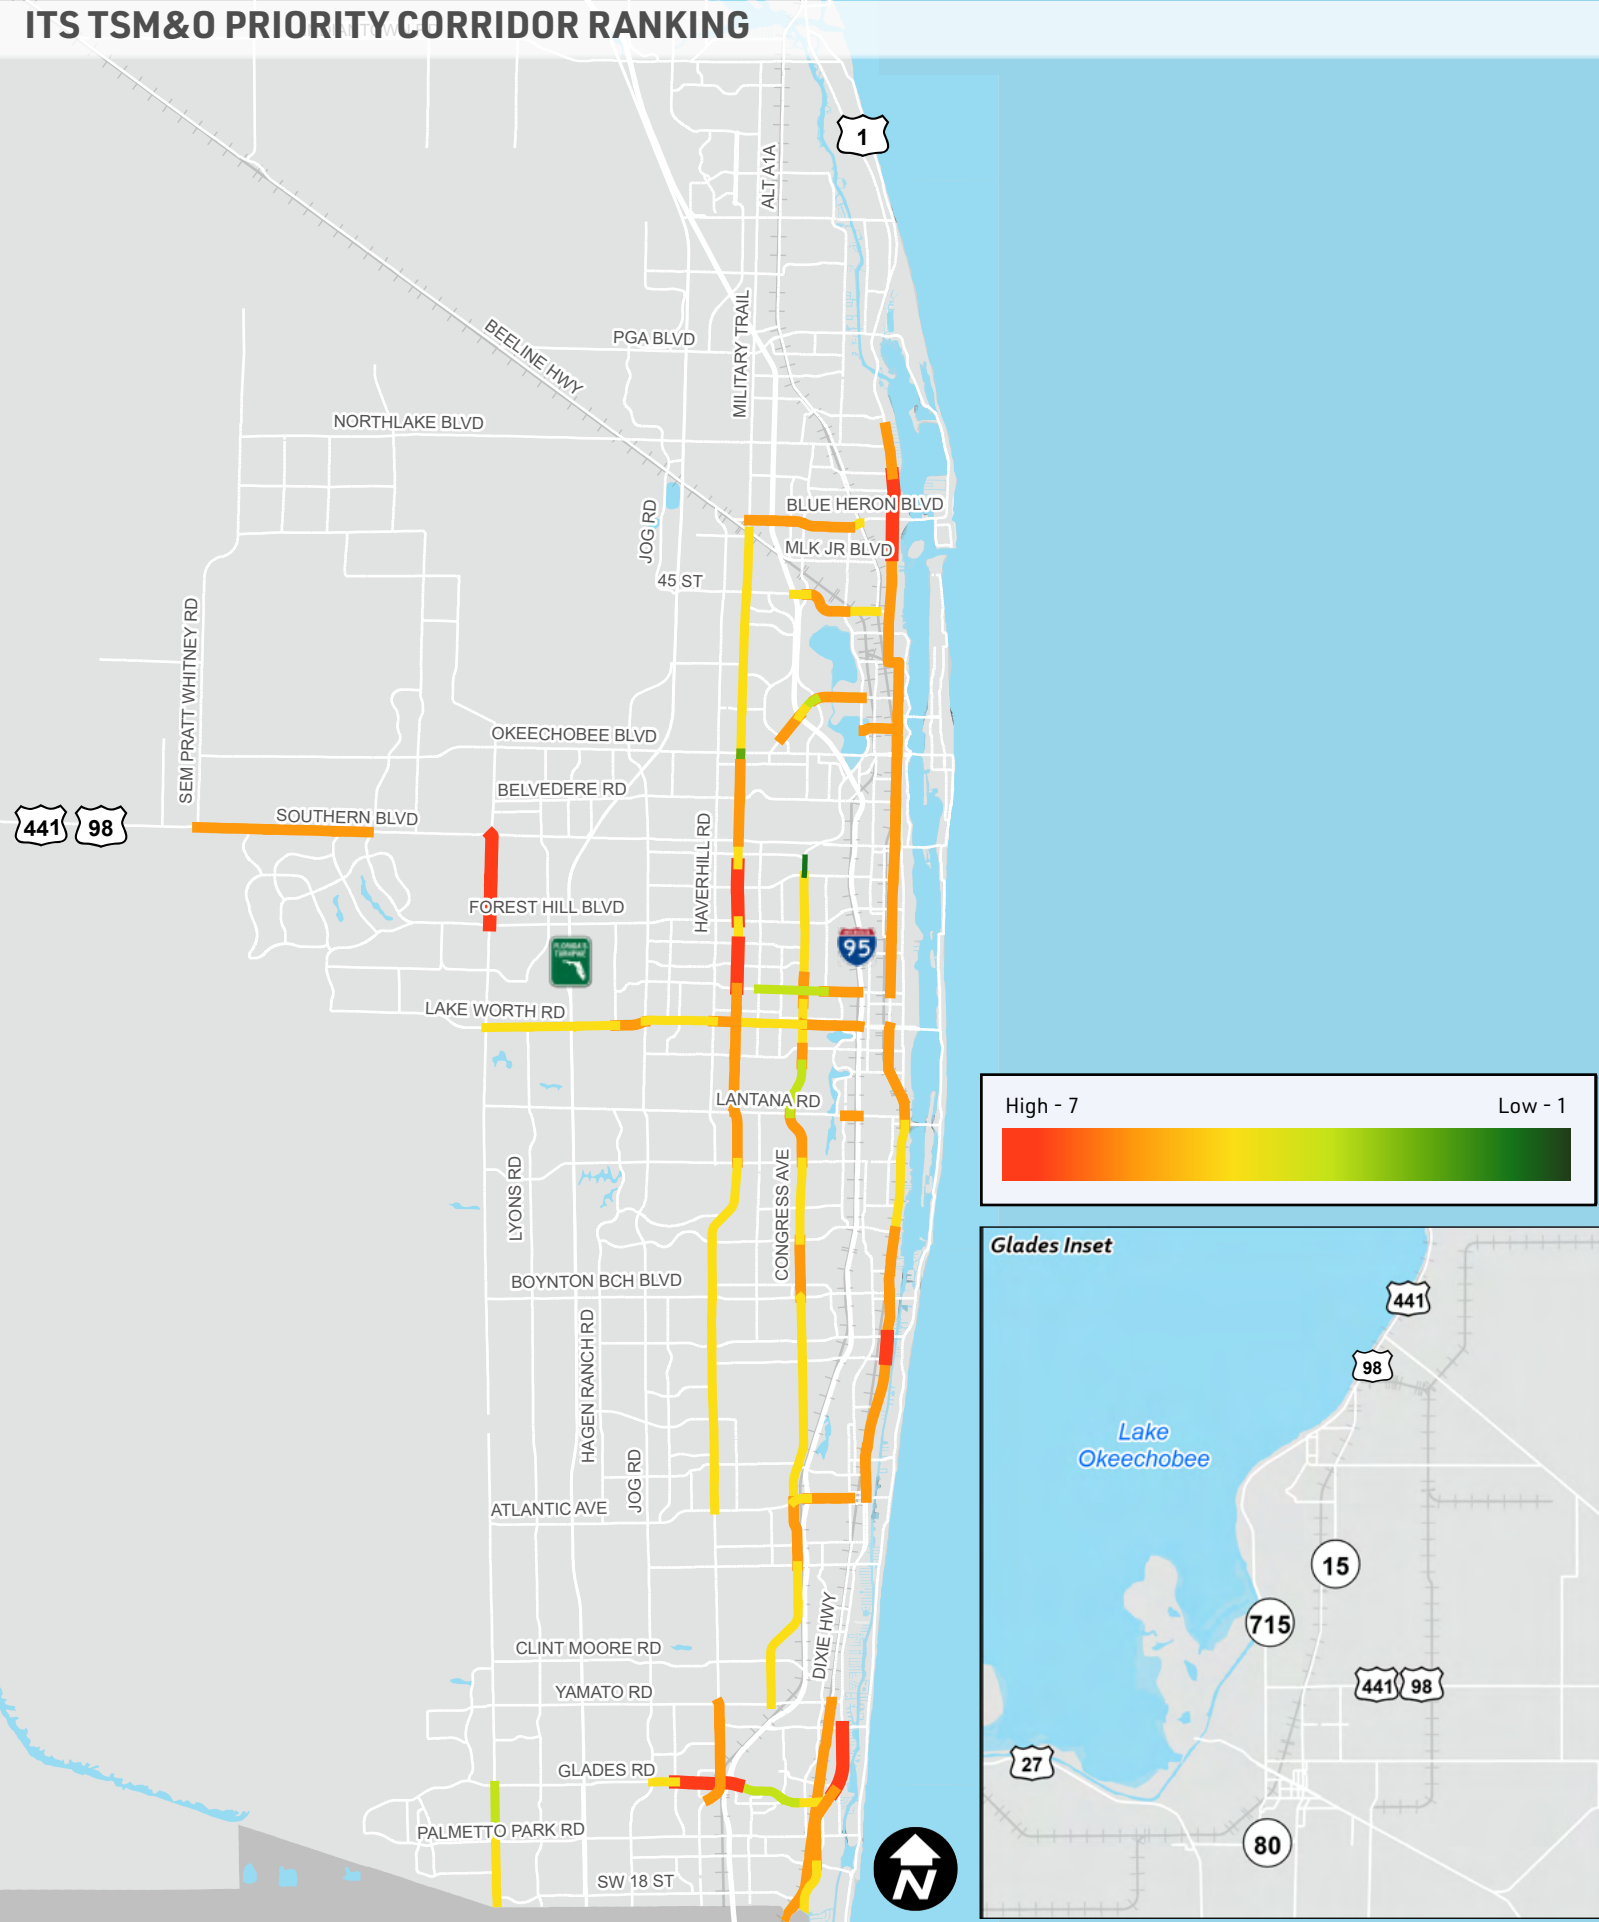 ITS TSM&O PRIORITY CORRIDOR RANKING
1
ALT A1A
MILITARY TRAIL
PGA BLVD
BEELINE HWY
NORTHLAKE BLVD
JOG RD
BLUE HERON BLVD
MLK JR BLVD
45 ST
SEM PRATT WHITNEY RD
OKEECHOBEE BLVD
BELVEDERE RD
441
98
SOUTHERN BLVD
HAVERHILL RD
FOREST HILL BLVD
FLORIDA'S
TURNPIKE
95
LAKE WORTH RD
LANTANA RD
LYONS RD
CONGRESS AVE
BOYNTON BCH BLVD
HAGEN RANCH RD
JOG RD
ATLANTIC AVE
DIXIE HWY
CLINT MOORE RD
YAMATO RD
GLADES RD
PALMETTO PARK RD
SW 18 ST
N
High - 7
Low - 1
Glades Inset
441
98
Lake
Okeechobee
15
715
441
98
27
80